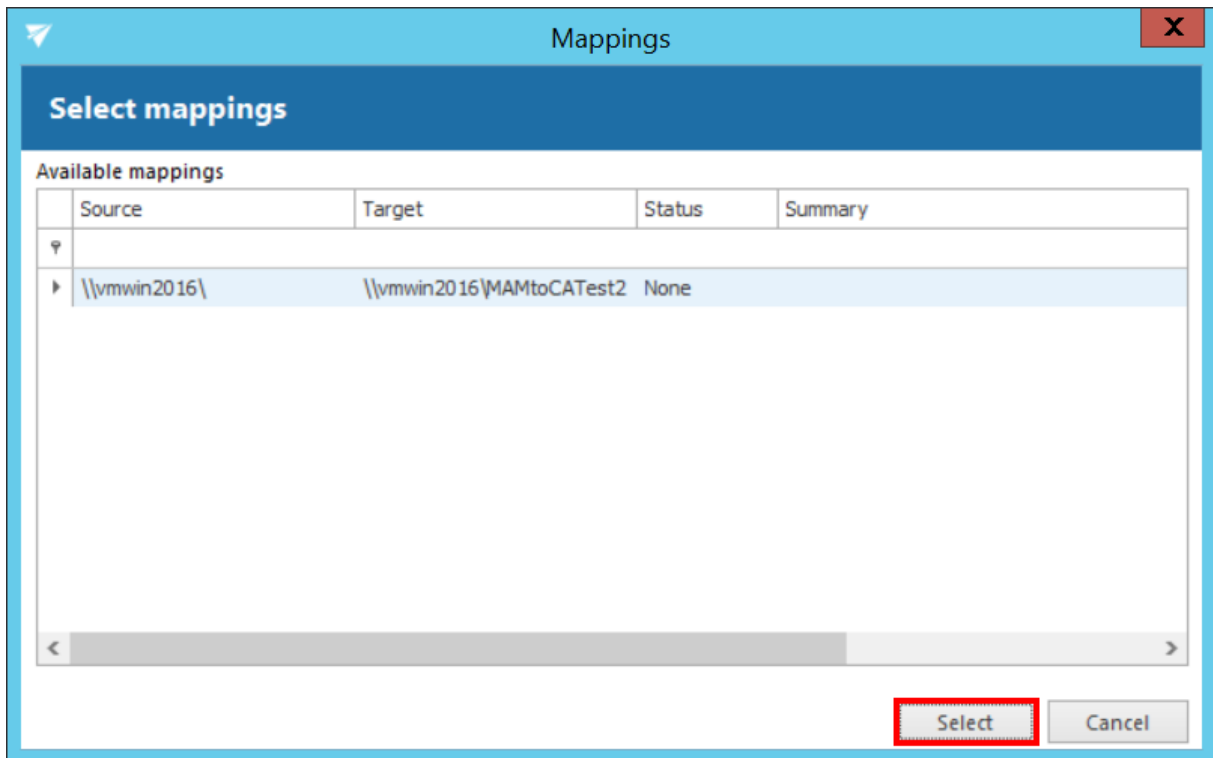 Mappings
X
Select mappings
Available mappings
Source Target Status Summary
\\vmwin2016\ \\vmwin2016\MAMtoCATest2 None
Select Cancel